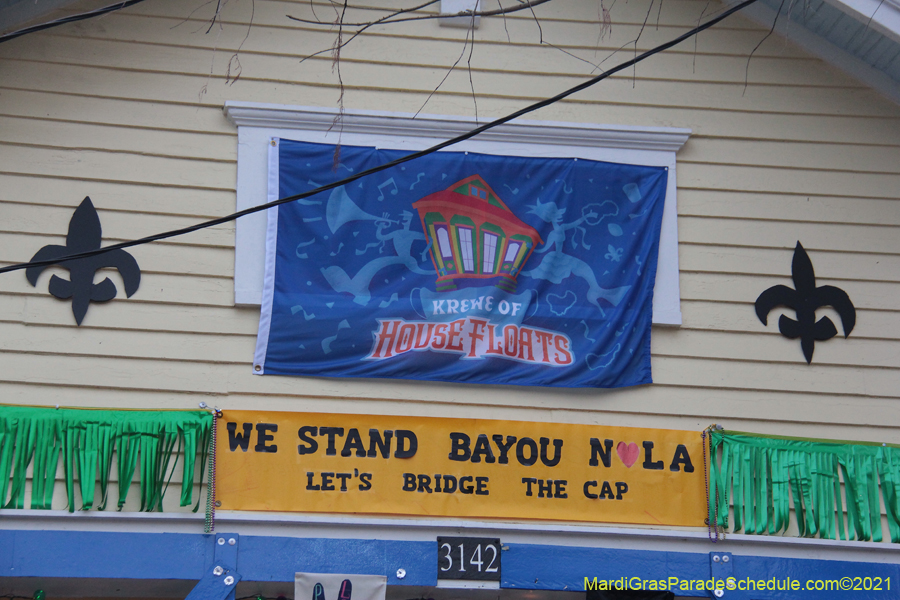 KREWE OF
HOUSE FLOATS
WE STAND BAYOU N❤LA
LET'S BRIDGE THE CAP
3142
MARDIGRASPARADESCHEDULE.COM©2021